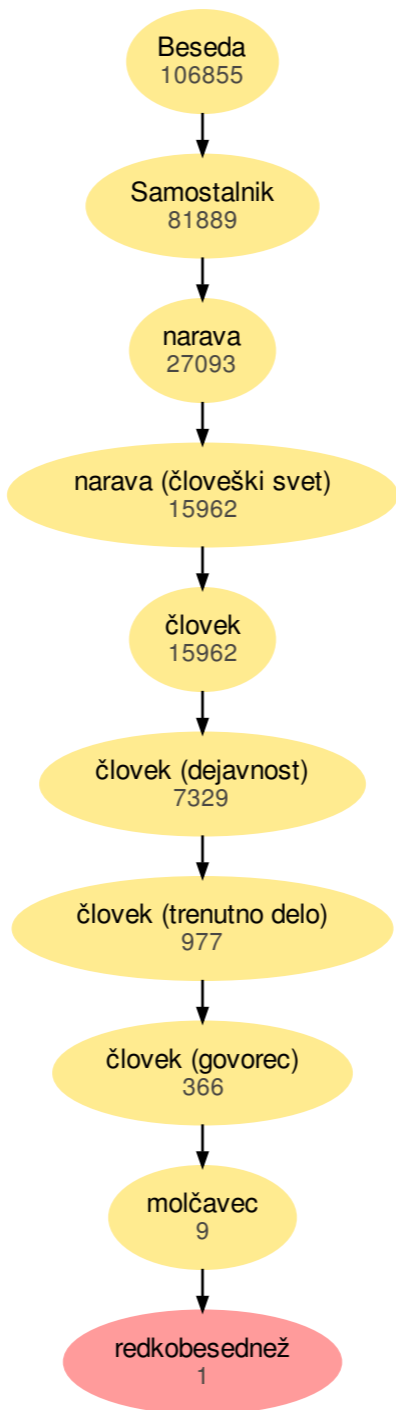 Beseda
106855
Samostalnik
81889
narava
27093
narava (človeški svet)
15962
človek
15962
človek (dejavnost)
7329
človek (trenutno delo)
977
človek (govorec)
366
molčavec
9
redkobesednež
1